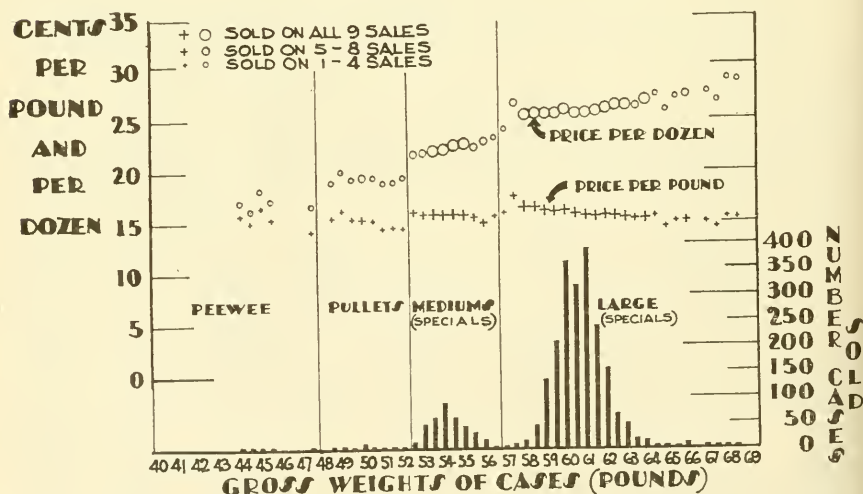 CENTS
PER
POUND
AND
PER
DOZEN
35
30
25
20
15
10
5
0
+ O SOLD ON ALL 9 SALES
+ o SOLD ON 5-8 SALES
+ o SOLD ON 1-4 SALES
PRICE PER DOZEN
PRICE PER POUND
PEEWEE
PULLETS
MEDIUMS
(SPECIALS)
LARGE
(SPECIALS)
400
350
300
250
200
150
100
50
0
NUMBER CASES
SOLD
40 41 42 43 44 45 46 47 48 49 50 51 52 53 54 55 56 57 58 59 60 61 62 63 64 65 66 67 68 69
GROSS WEIGHTS OF CASES (POUNDS)